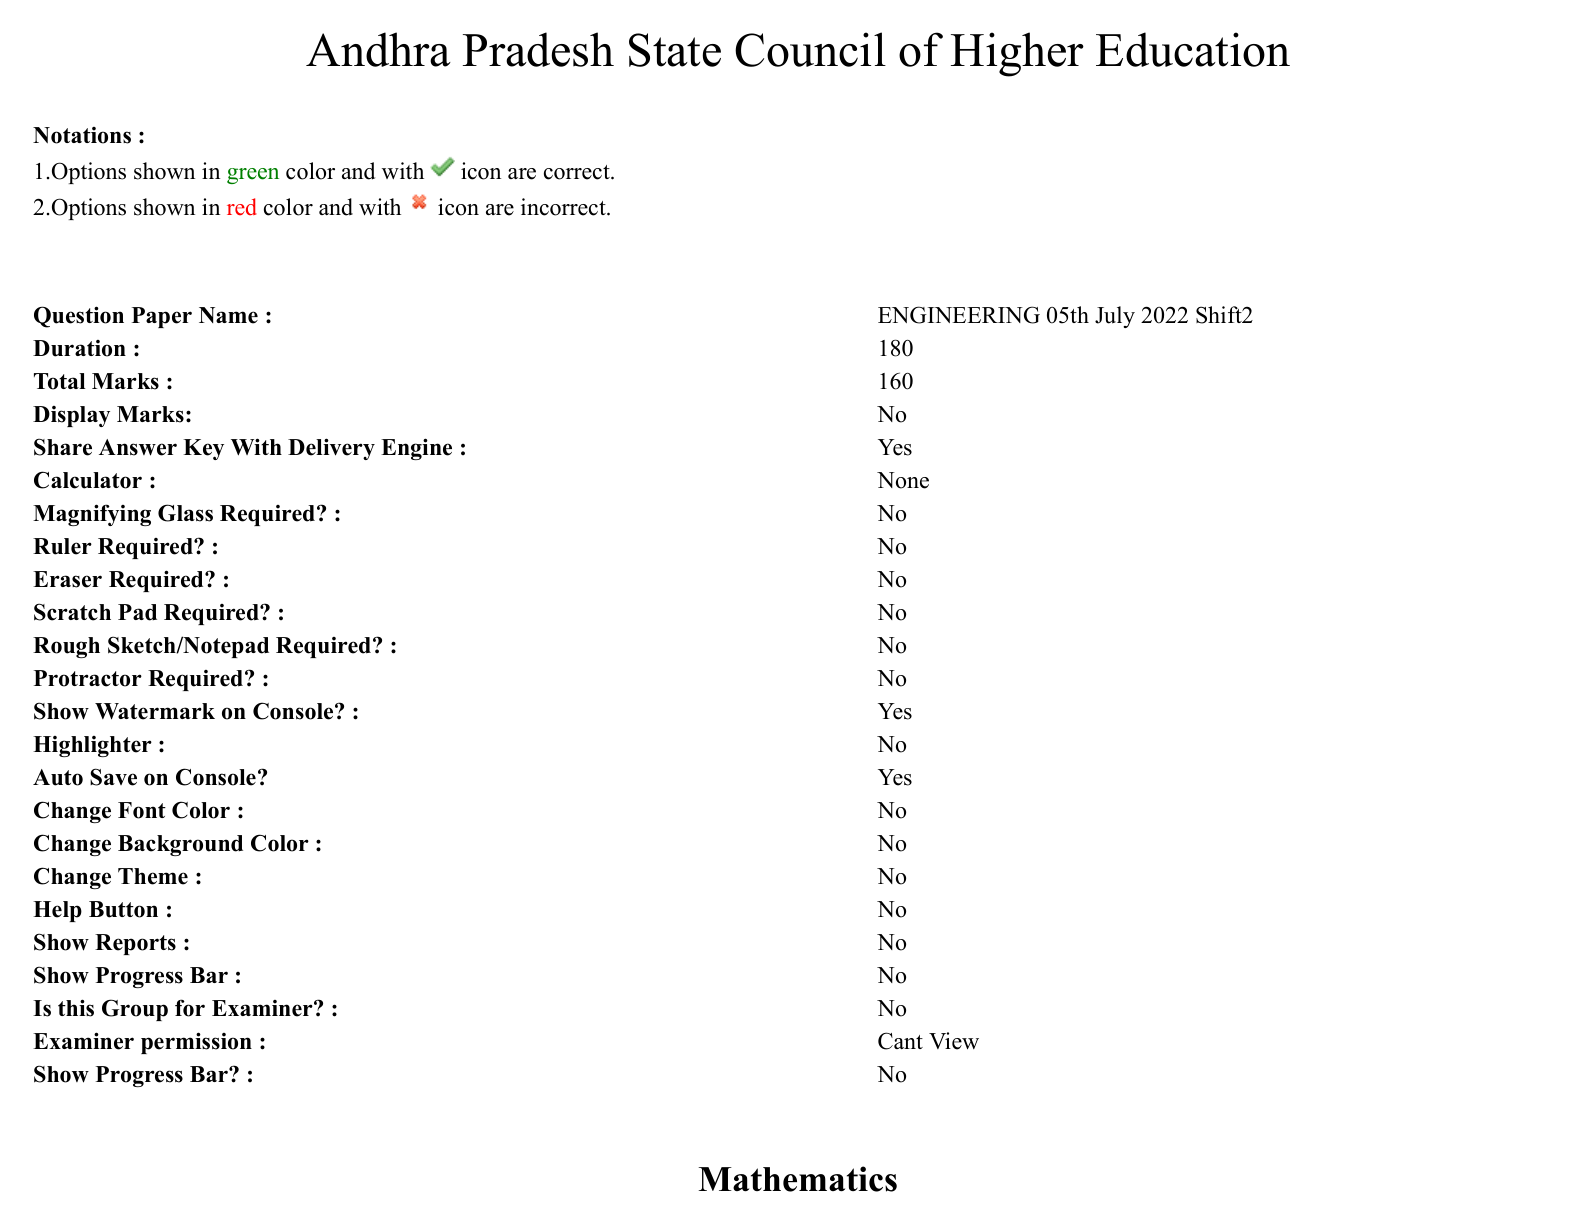 Andhra Pradesh State Council of Higher Education
Notations :
1.Options shown in green color and with icon are correct.
2.Options shown in red color and with icon are incorrect.
Question Paper Name : ENGINEERING 05th July 2022 Shift2
Duration : 180
Total Marks : 160
Display Marks: No
Share Answer Key With Delivery Engine : Yes
Calculator : None
Magnifying Glass Required? : No
Ruler Required? : No
Eraser Required? : No
Scratch Pad Required? : No
Rough Sketch/Notepad Required? : No
Protractor Required? : No
Show Watermark on Console? : Yes
Highlighter : No
Auto Save on Console? Yes
Change Font Color : No
Change Background Color : No
Change Theme : No
Help Button : No
Show Reports : No
Show Progress Bar : No
Is this Group for Examiner? : No
Examiner permission : Cant View
Show Progress Bar? : No
Mathematics